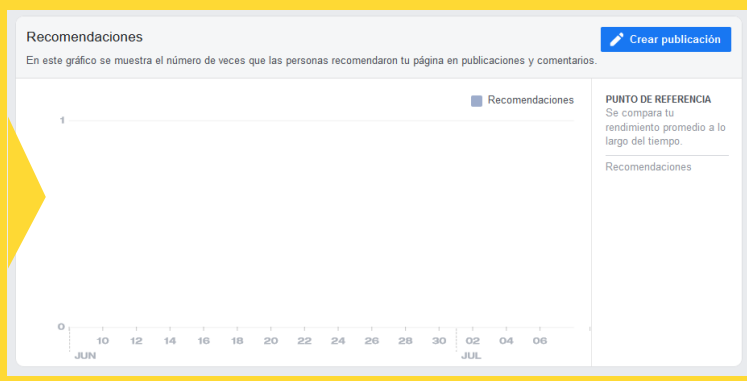 Recomendaciones
Crear publicación
En este gráfico se muestra el número de veces que las personas recomendaron tu página en publicaciones y comentarios.
Recomendaciones
PUNTO DE REFERENCIA
Se compara tu
rendimiento promedio a lo
largo del tiempo.
Recomendaciones
1
0
10 12 14 16 18 20 22 24 26 28 30 02 04 06
JUN JUL